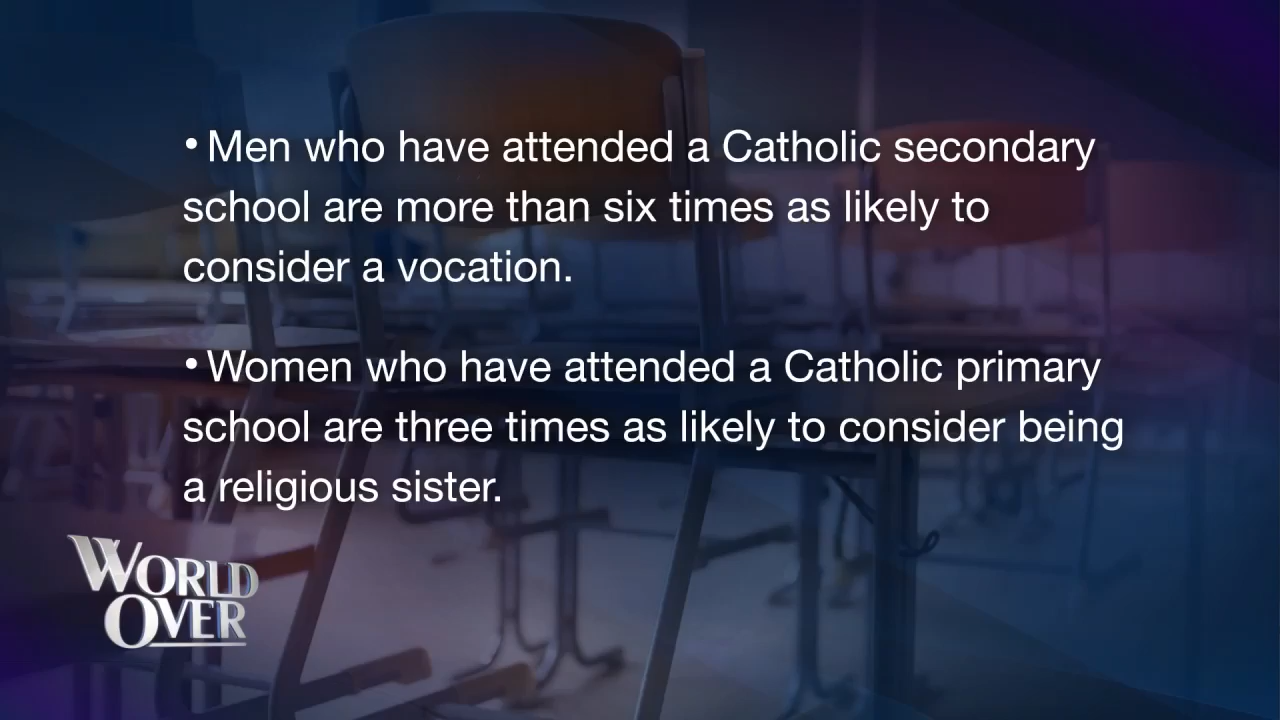 • Men who have attended a Catholic secondary
school are more than six times as likely to
consider a vocation.
• Women who have attended a Catholic primary
school are three times as likely to consider being
a religious sister.
WORLD
OVER